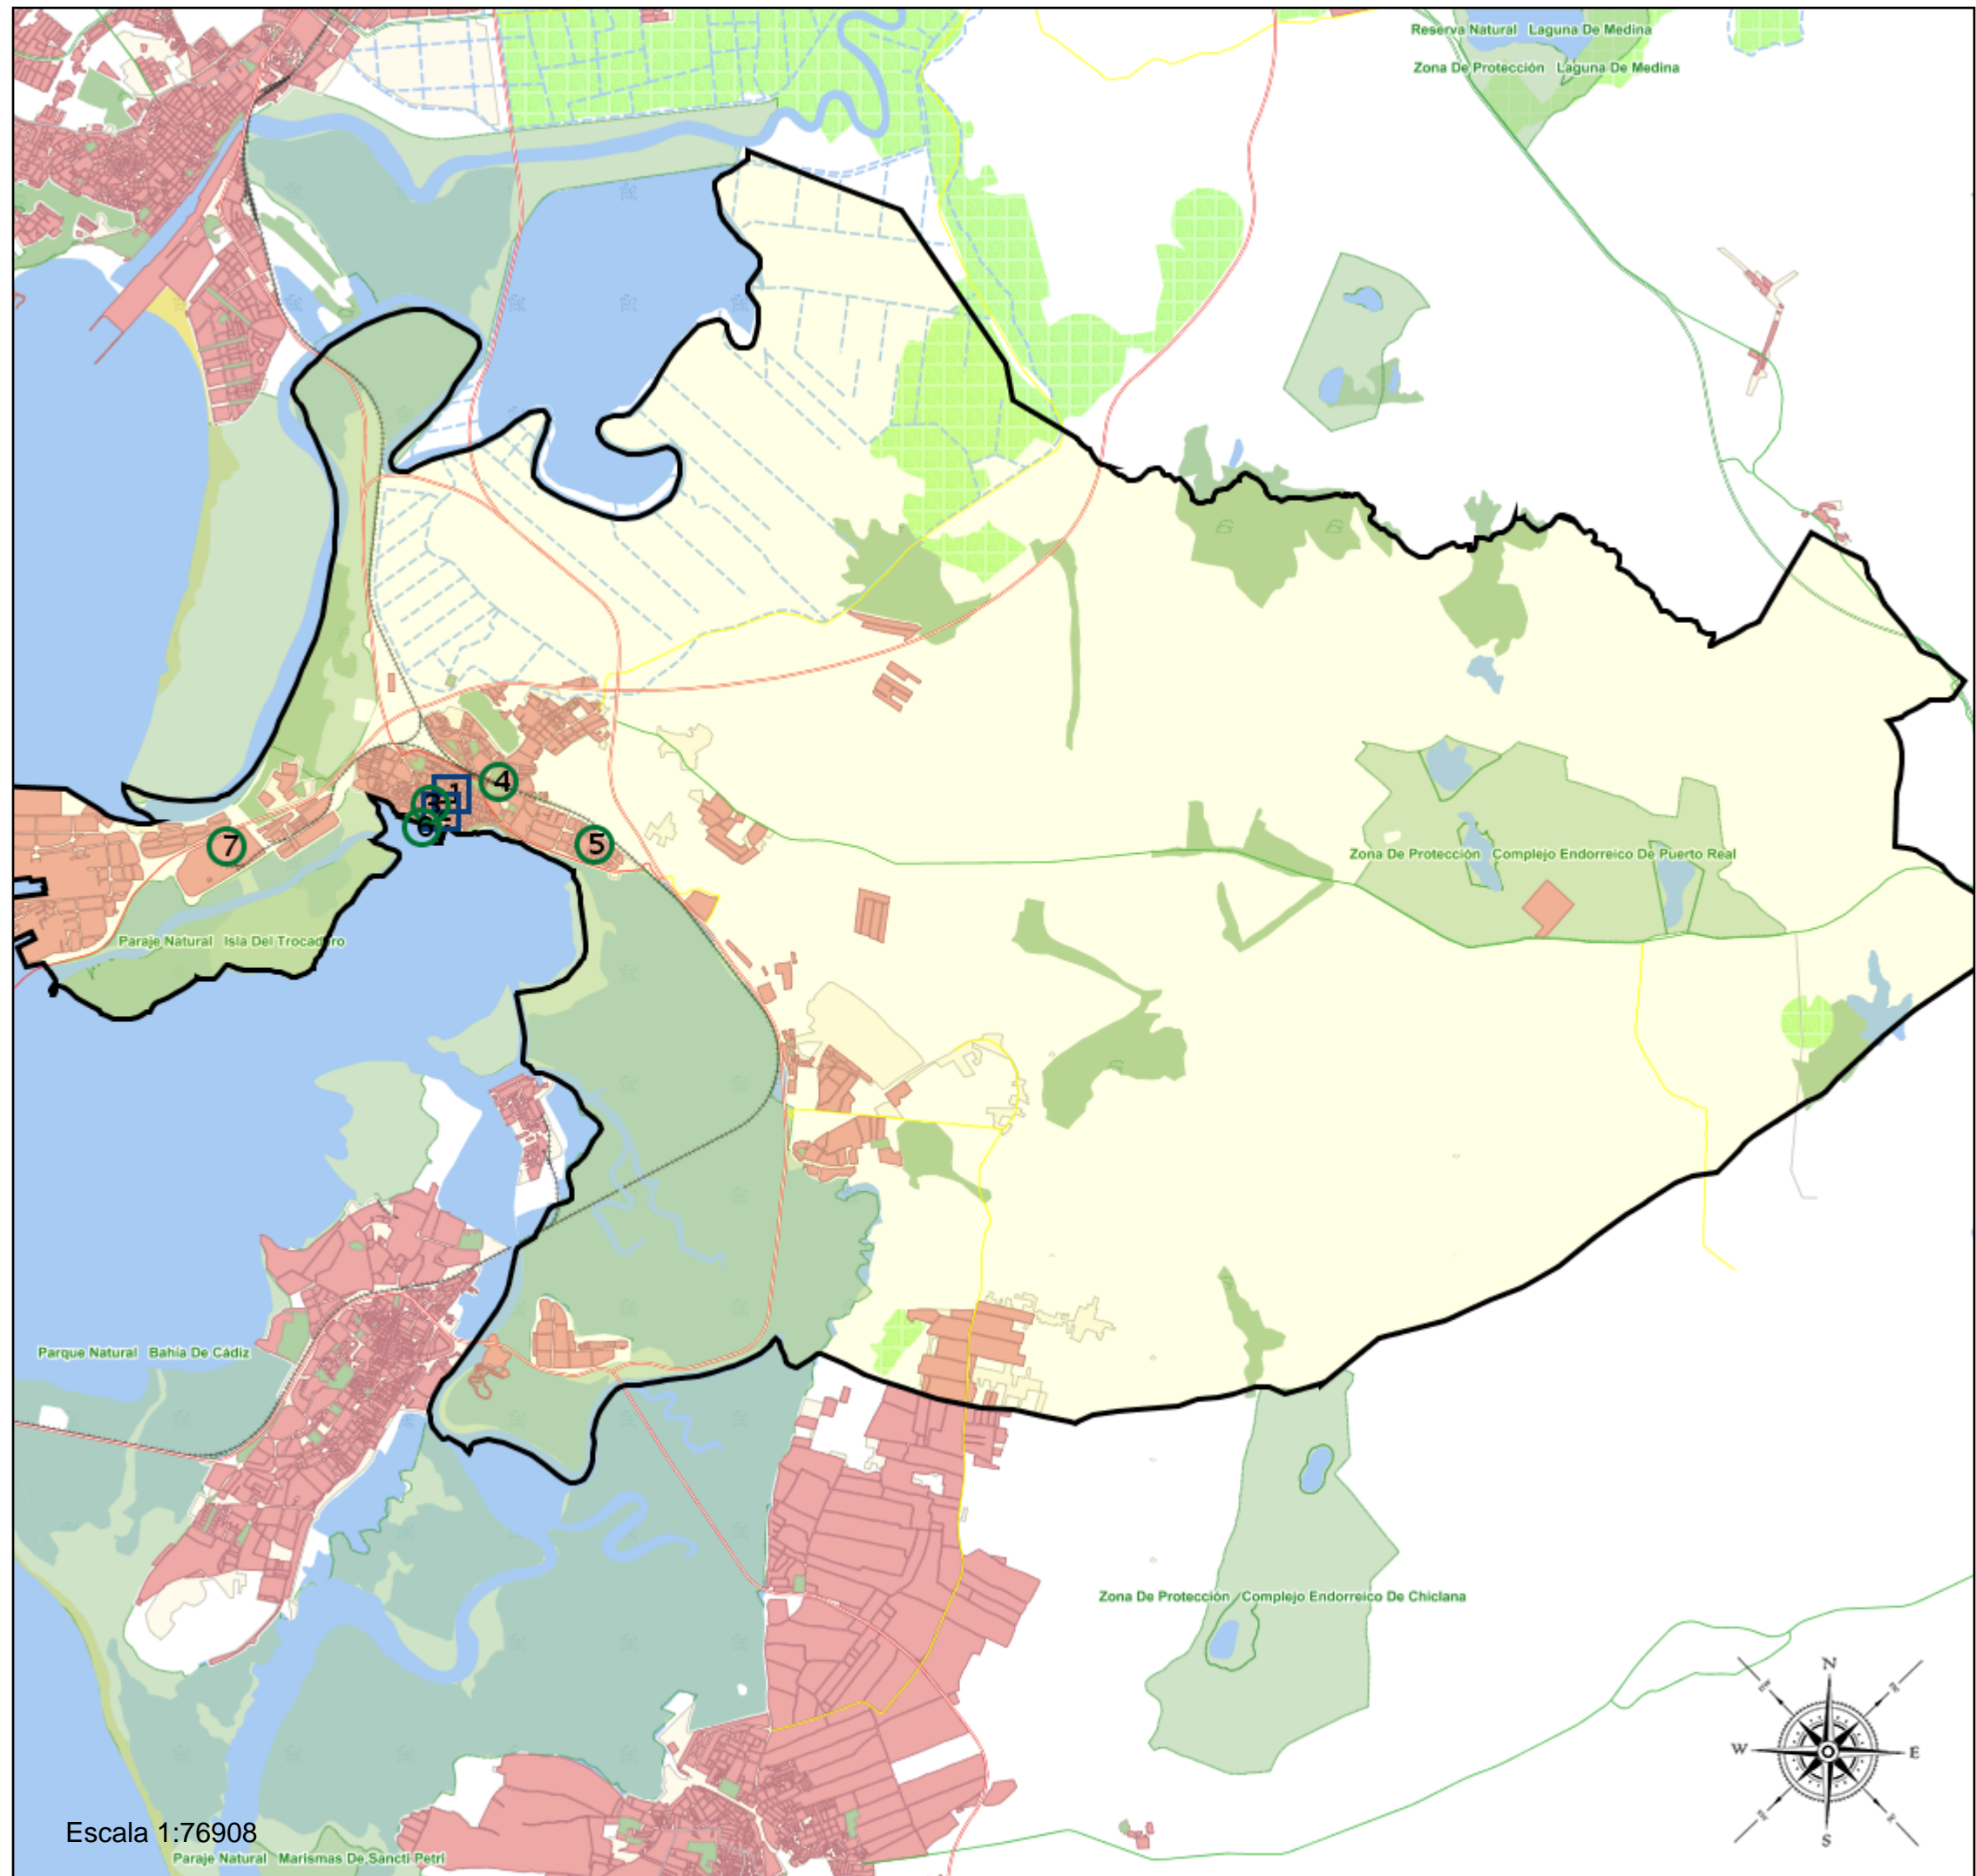 Reserva Natural Laguna De Medina
Zona De Protección Laguna De Medina
4
1
3
6
5
7
Zona De Protección Complejo Endorreico De Puerto Real
Paraje Natural Isla Del Trocadero
Parque Natural Bahía De Cádiz
Zona De Protección Complejo Endorreico De Chiclana
N
W
E
S
Escala 1:76908
Paraje Natural Marismas De Sancti Petri